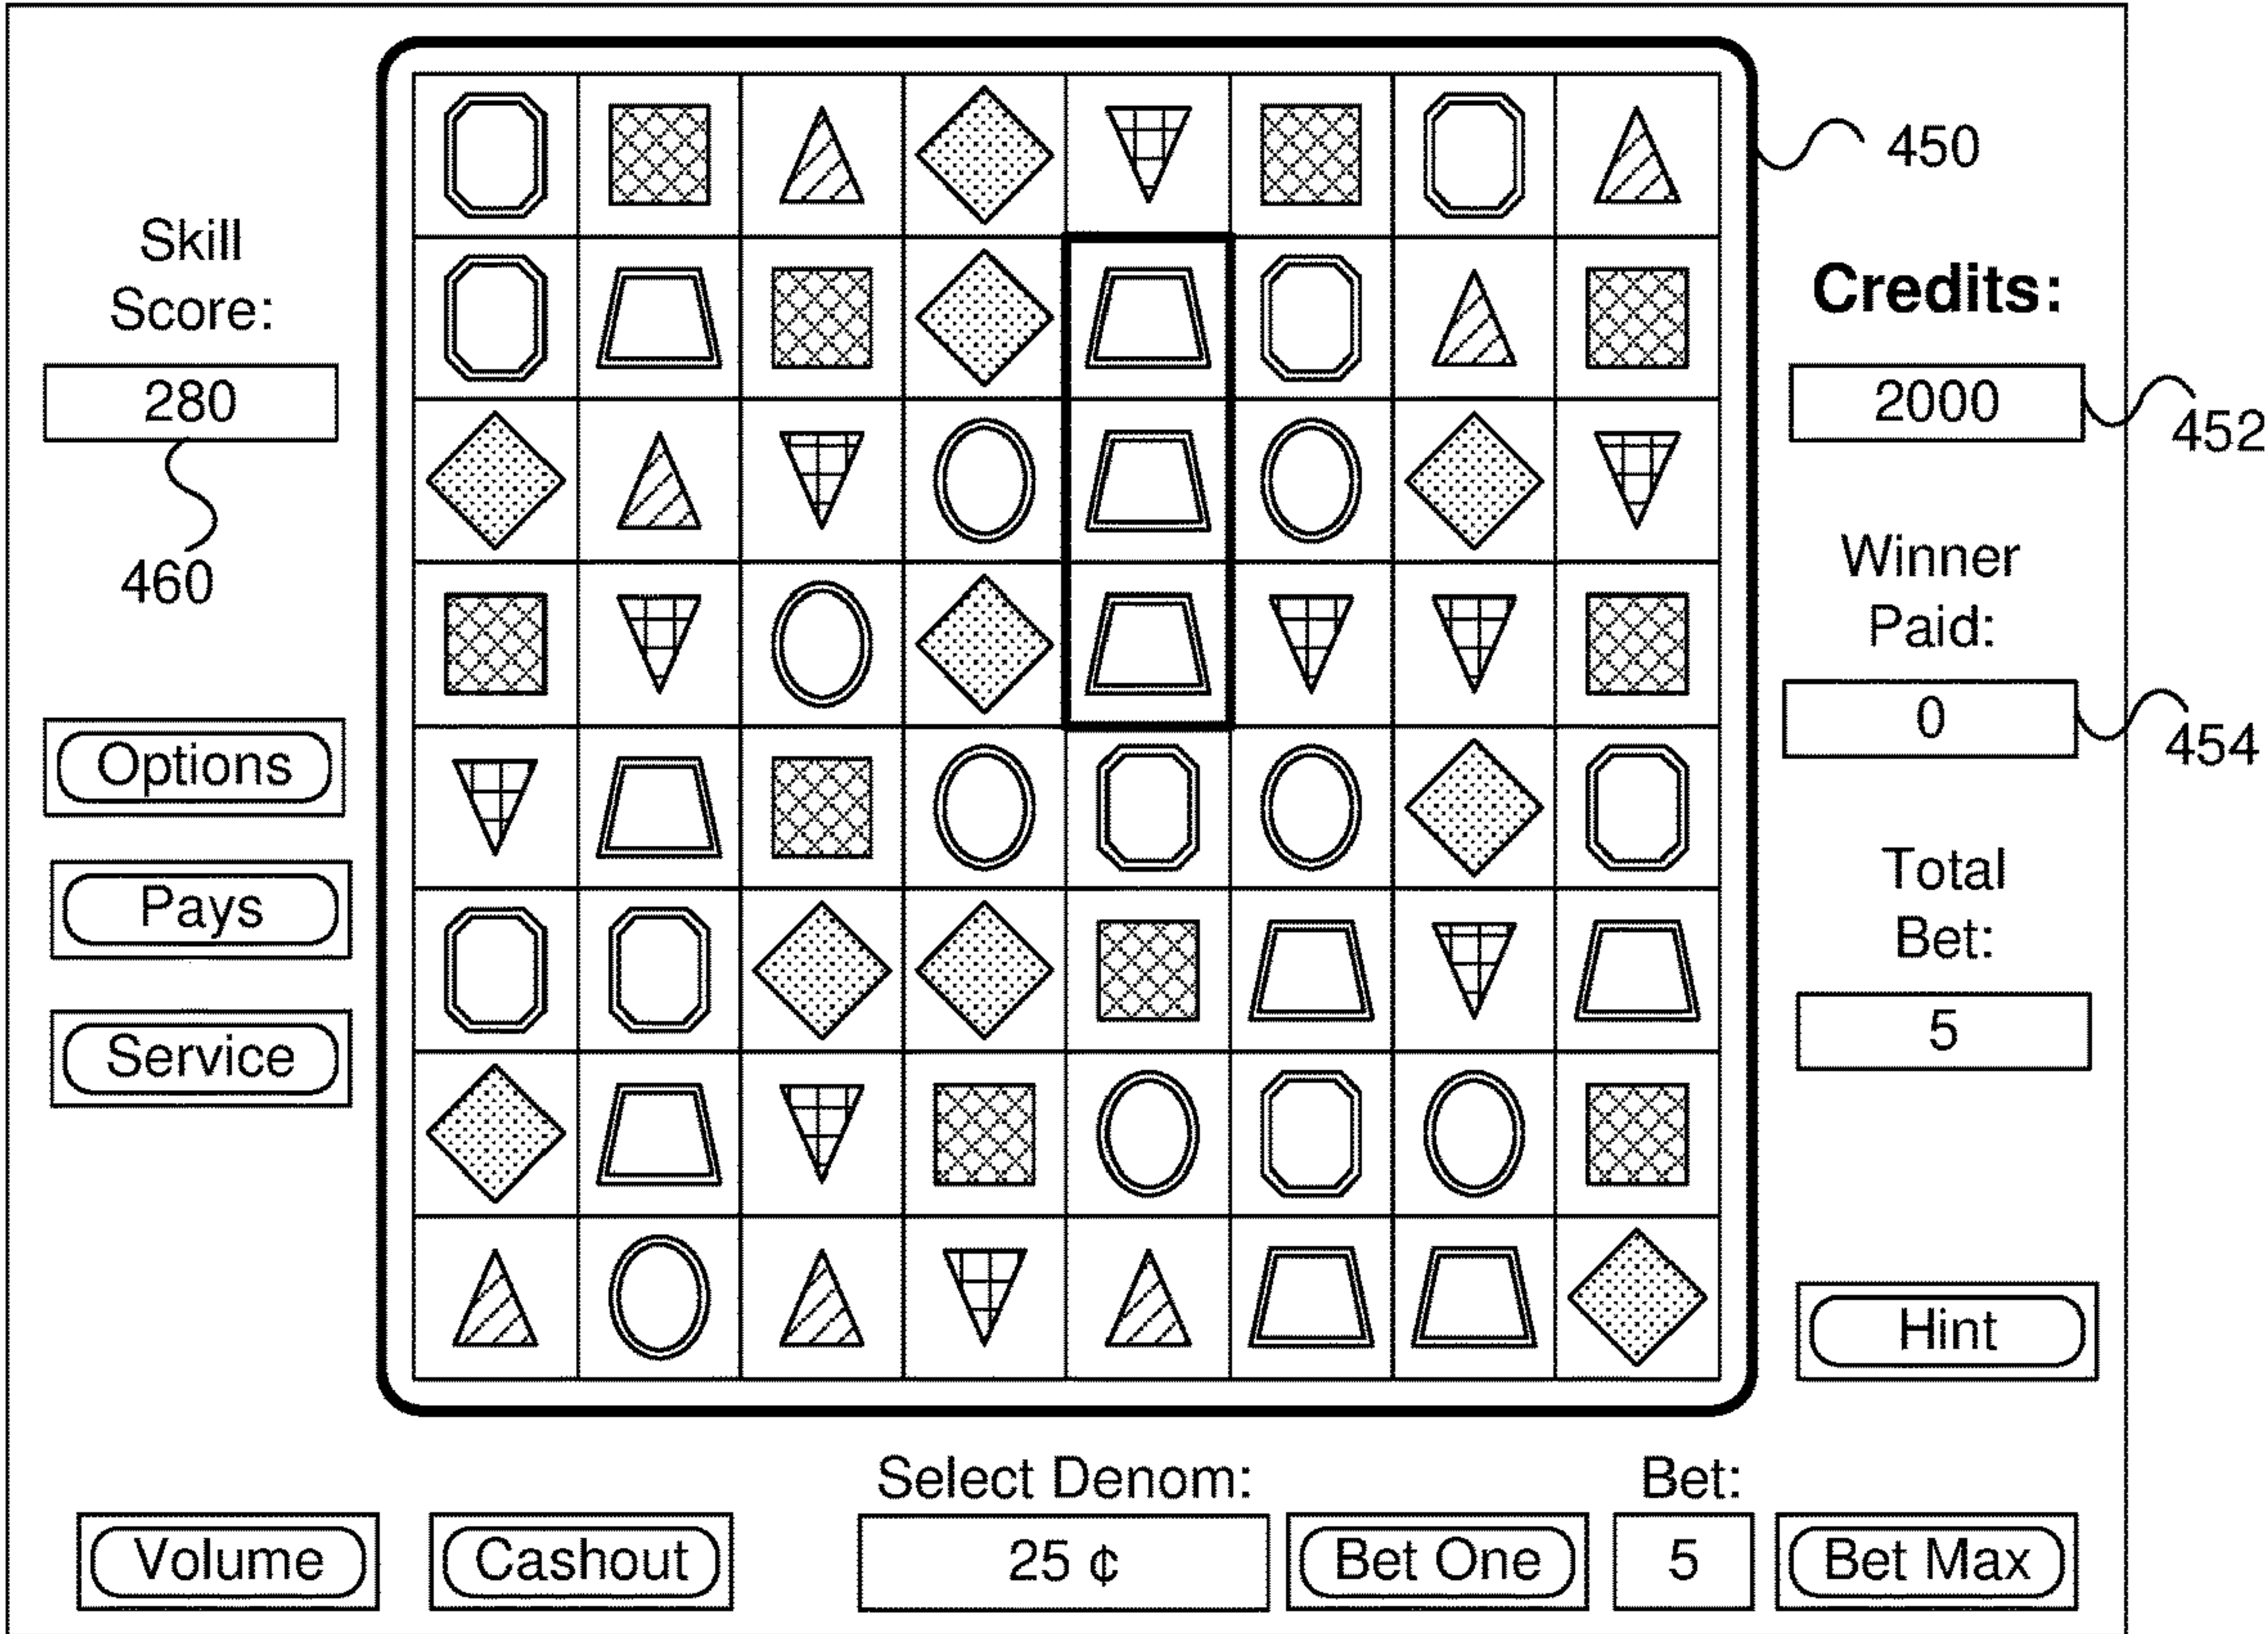 450
Skill
Score:
280
460
Credits:
2000
452
Winner
Paid:
0
454
Options
Pays
Service
Total
Bet:
5
Hint
Select Denom:
Bet:
Volume
Cashout
25 ¢
Bet One
5
Bet Max